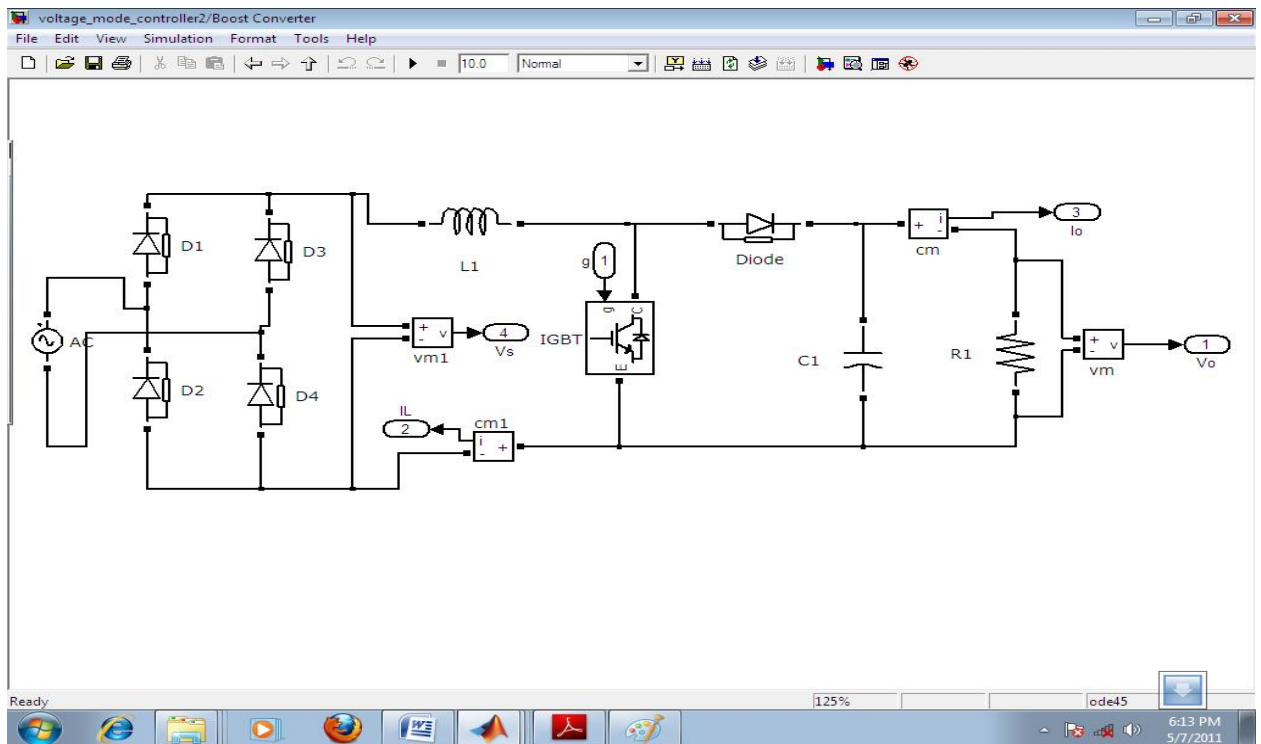 voltage_mode_controller2/Boost Converter
File Edit View Simulation Format Tools Help
10.0 Normal
D1
D3
AC
D2
D4
L1
g 1
g C
IGBT
E
+ v
-
vm1
4
Vs
IL
2
cm1
i
- +
Diode
+ i
-
cm
3
Io
C1
R1
+ v
-
vm
1
Vo
Ready 125% ode45
6:13 PM
5/7/2011